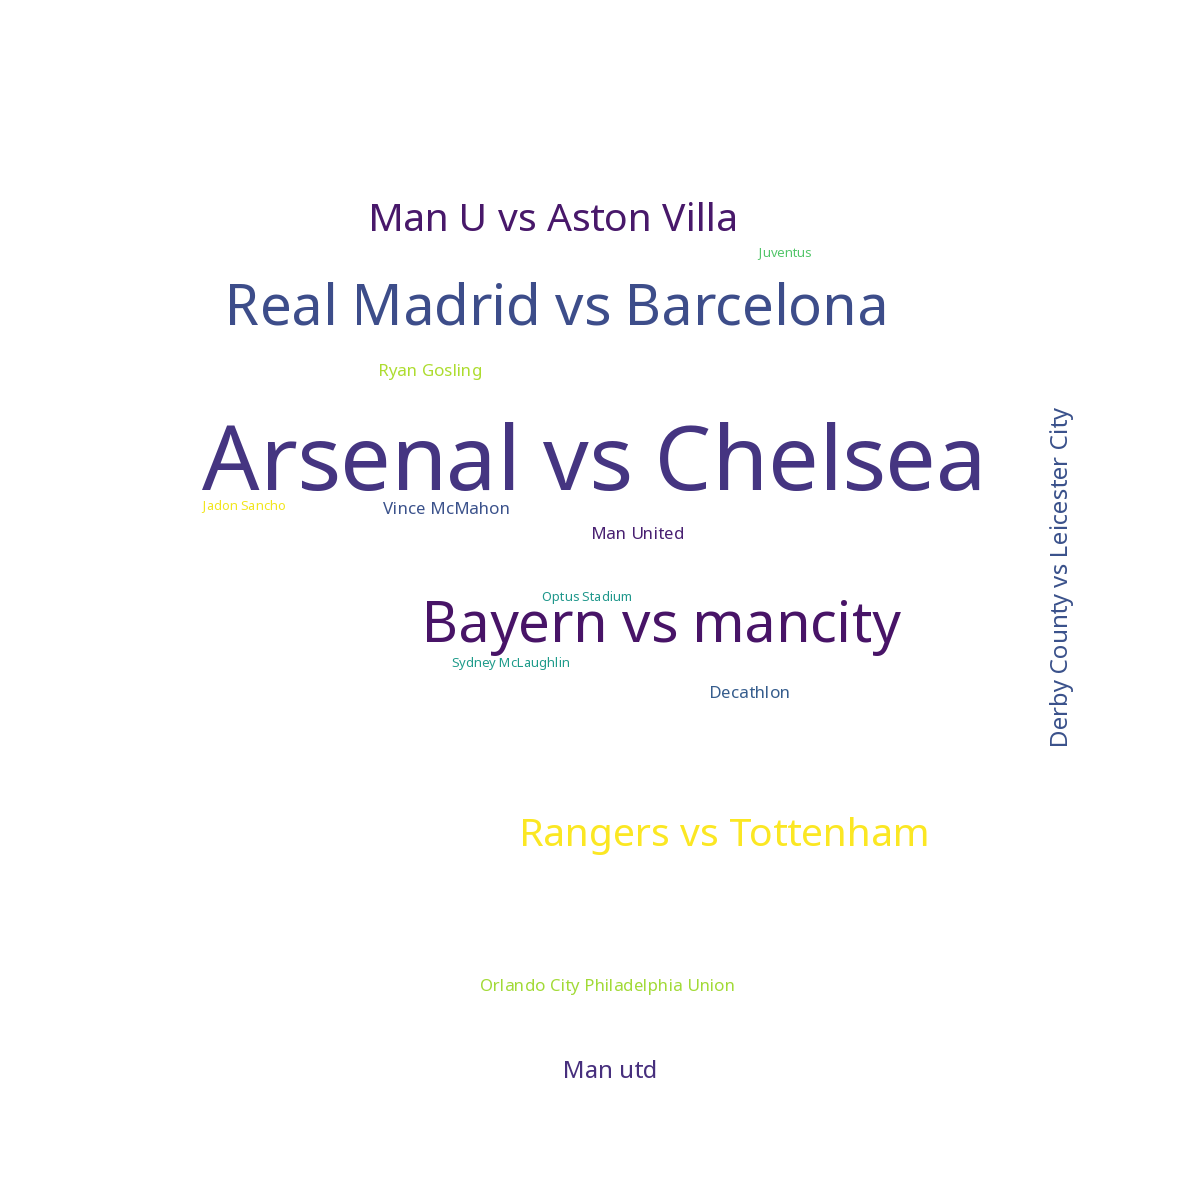 Man U vs Aston Villa
Juventus
Real Madrid vs Barcelona
Ryan Gosling
Arsenal vs Chelsea
Jadon Sancho
Vince McMahon
Man United
Optus Stadium
Bayern vs mancity
Sydney McLaughlin
Decathlon
Derby County vs Leicester City
Rangers vs Tottenham
Orlando City Philadelphia Union
Man utd